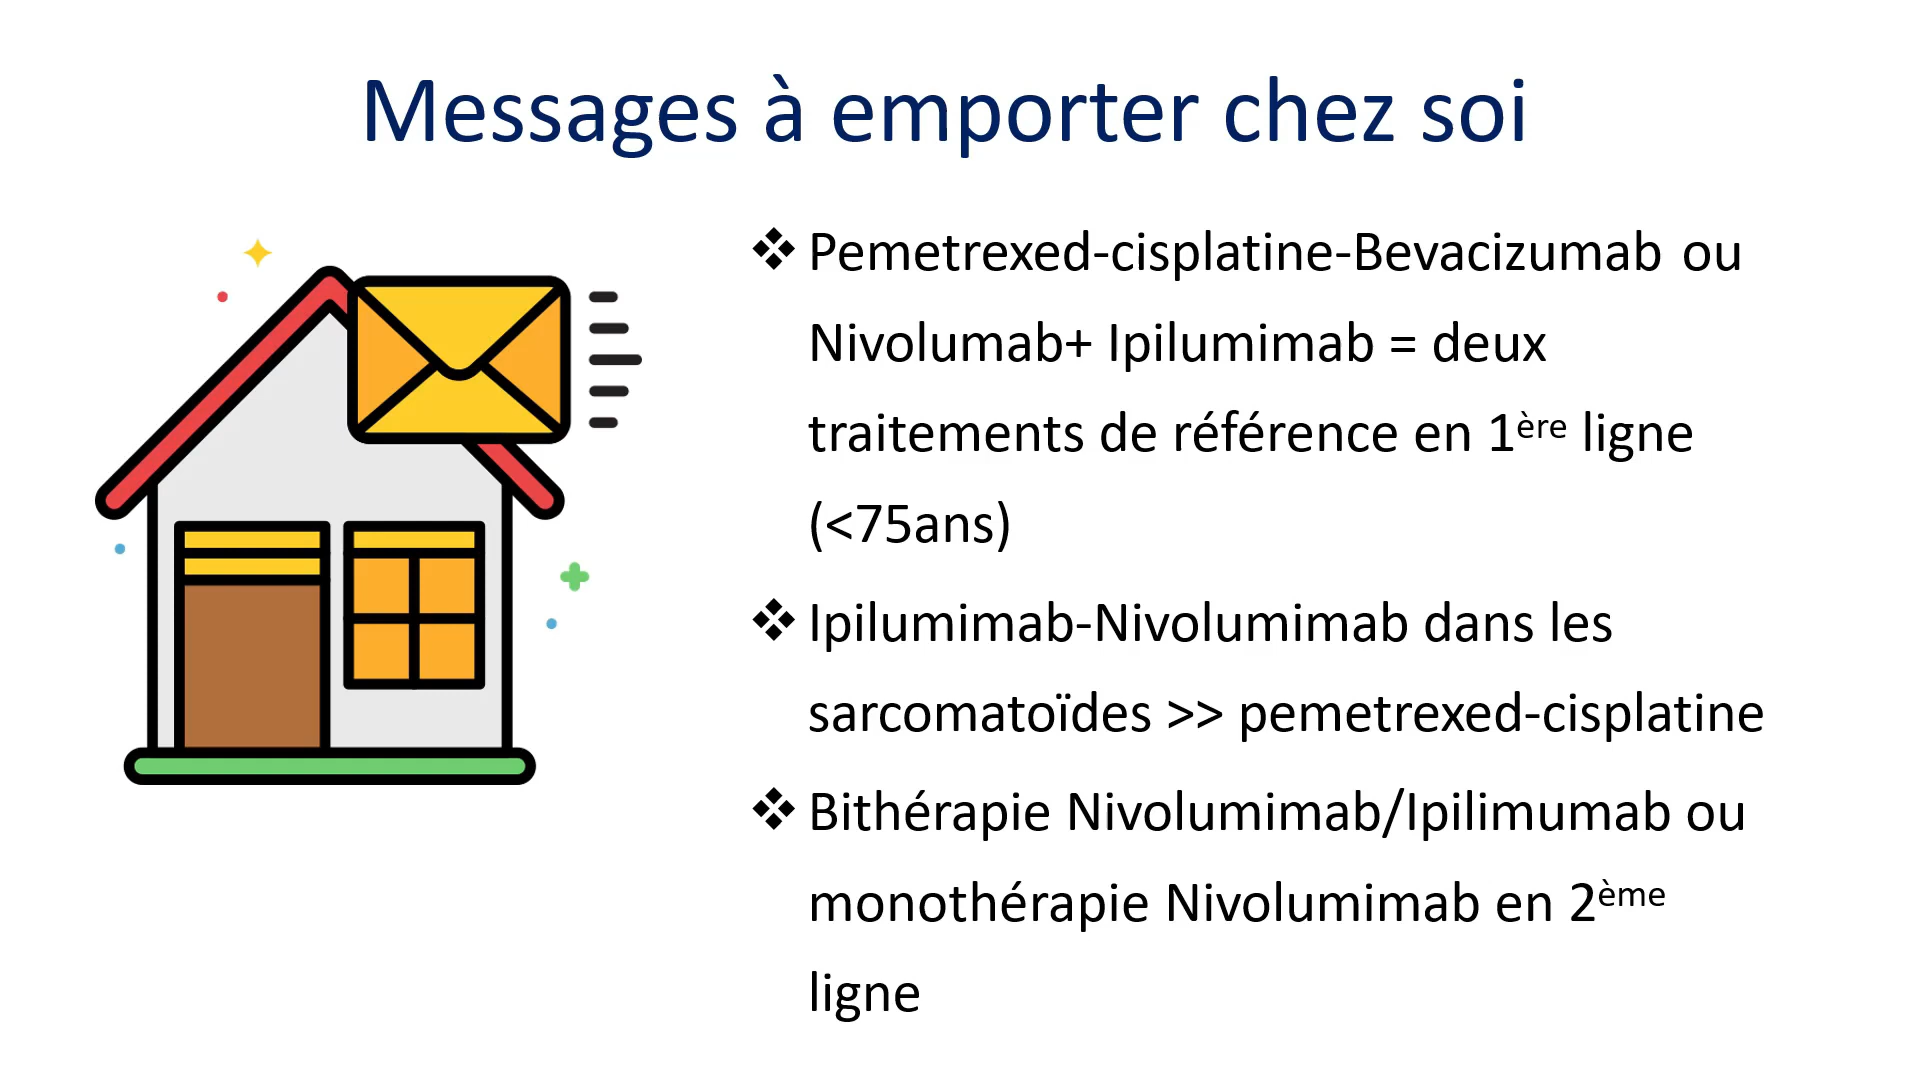 Messages à emporter chez soi
❖ Pemetrexed-cisplatine-Bevacizumab ou
Nivolumab+ Ipilumimab = deux
traitements de référence en 1ère ligne
(<75ans)
❖ Ipilumimab-Nivolumimab dans les
sarcomatoïdes >> pemetrexed-cisplatine
❖ Bithérapie Nivolumimab/Ipilimumab ou
monothérapie Nivolumimab en 2ème
ligne